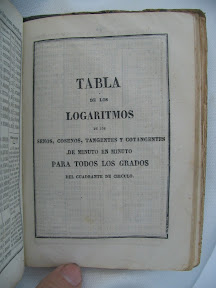 TABLA
DE LOS
LOGARITMOS
DE LOS
SENOS, COSENOS, TANGENTES Y COTANGENTES
DE MINUTO EN MINUTO
PARA TODOS LOS GRADOS
DEL CUADRANTE DE CIRCULO.